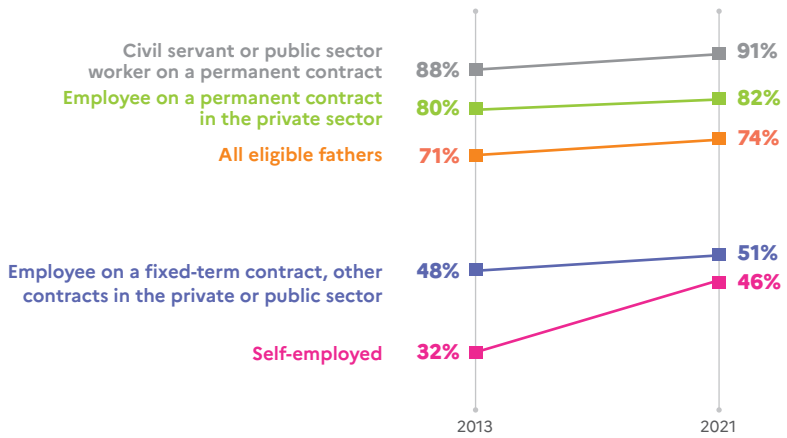 Civil servant or public sector
worker on a permanent contract
88%
91%
Employee on a permanent contract
in the private sector
80%
82%
All eligible fathers
71%
74%
Employee on a fixed-term contract, other
contracts in the private or public sector
48%
51%
Self-employed
32%
46%
2013
2021